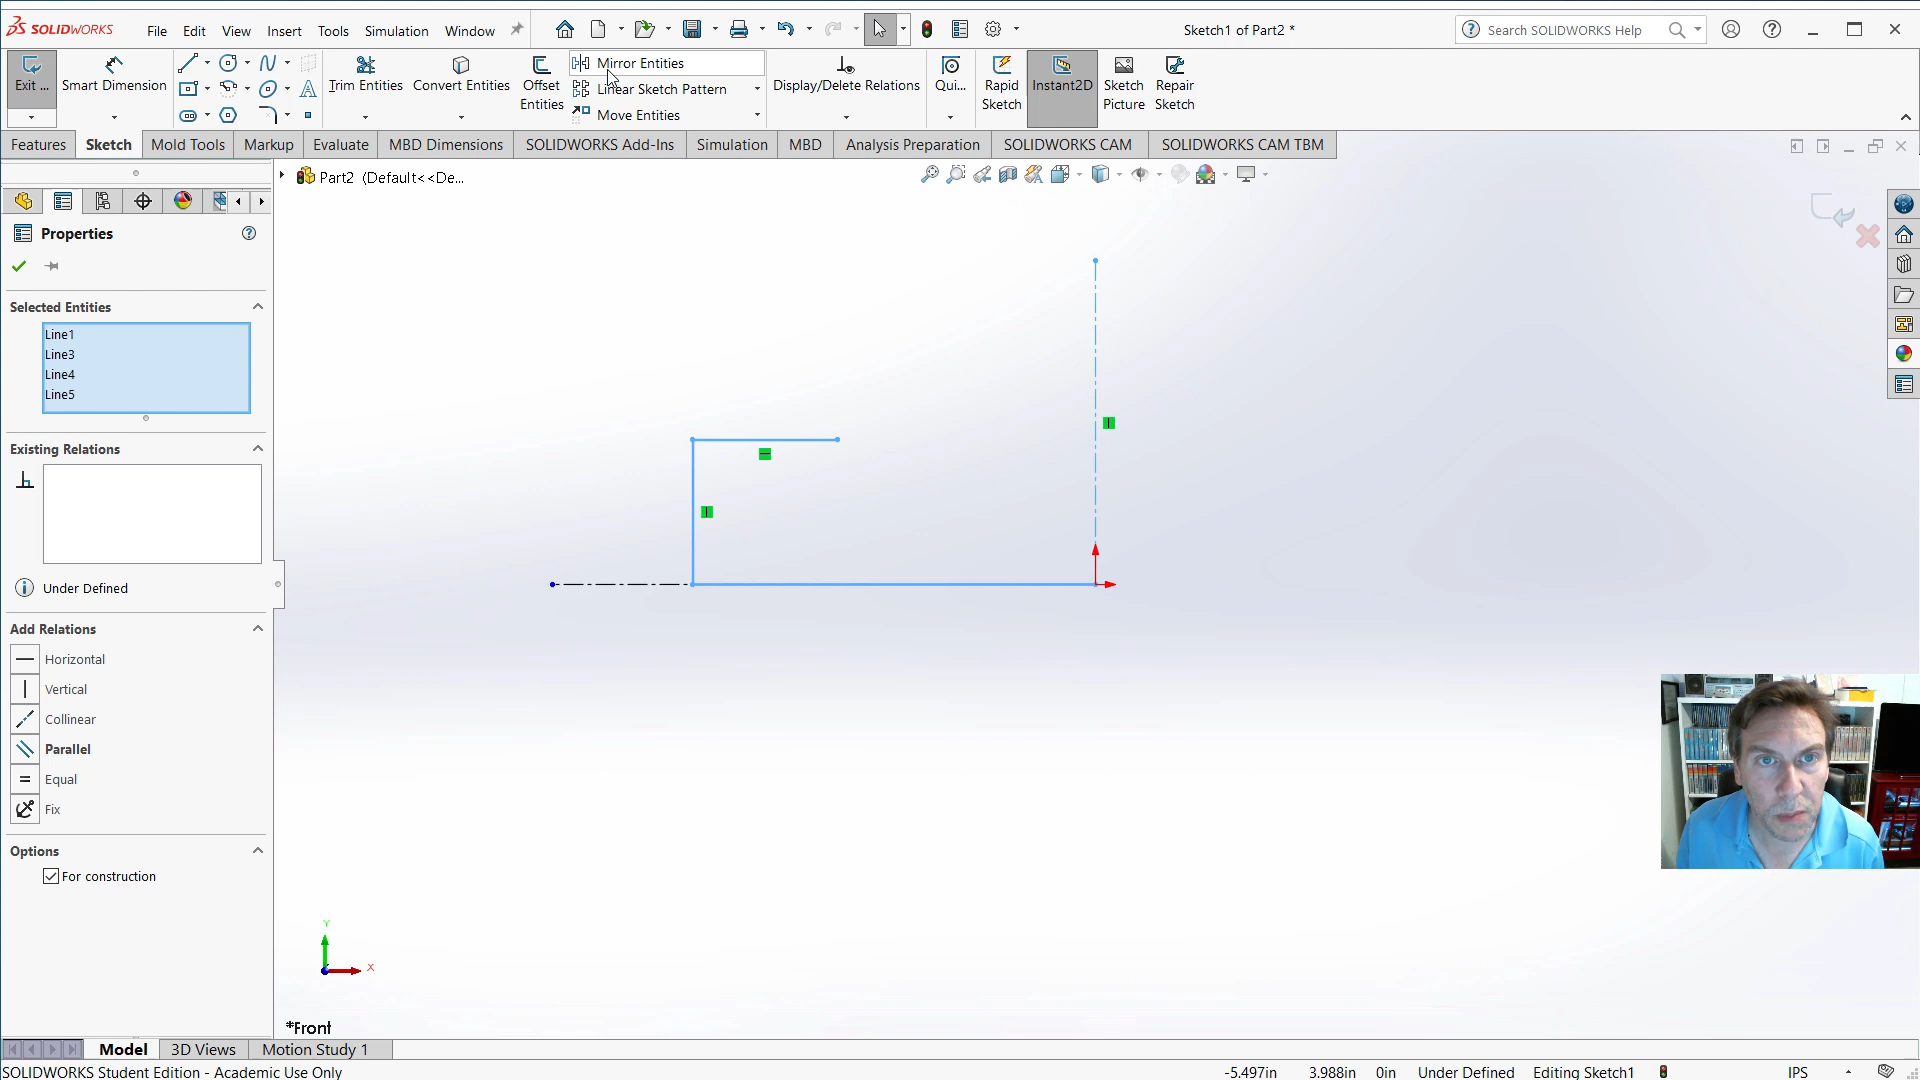 SOLIDWORKS File Edit View Insert Tools Simulation Window Sketch1 of Part2 * Search SOLIDWORKS Help
Exit ... Smart Dimension Trim Entities Convert Entities Offset Entities Mirror Entities Display/Delete Relations Qui... Rapid Sketch Instant2D Sketch Picture Repair Sketch
Linear Sketch Pattern
Move Entities
Features Sketch Mold Tools Markup Evaluate MBD Dimensions SOLIDWORKS Add-Ins Simulation MBD Analysis Preparation SOLIDWORKS CAM SOLIDWORKS CAM TBM
Part2 (Default<<De...
Properties
Selected Entities
Line1
Line3
Line4
Line5
Existing Relations
Under Defined
Add Relations
Horizontal
Vertical
Collinear
Parallel
Equal
Fix
Options
For construction
Y
X
*Front
Model 3D Views Motion Study 1
SOLIDWORKS Student Edition - Academic Use Only -5.497in 3.988in 0in Under Defined Editing Sketch1 IPS